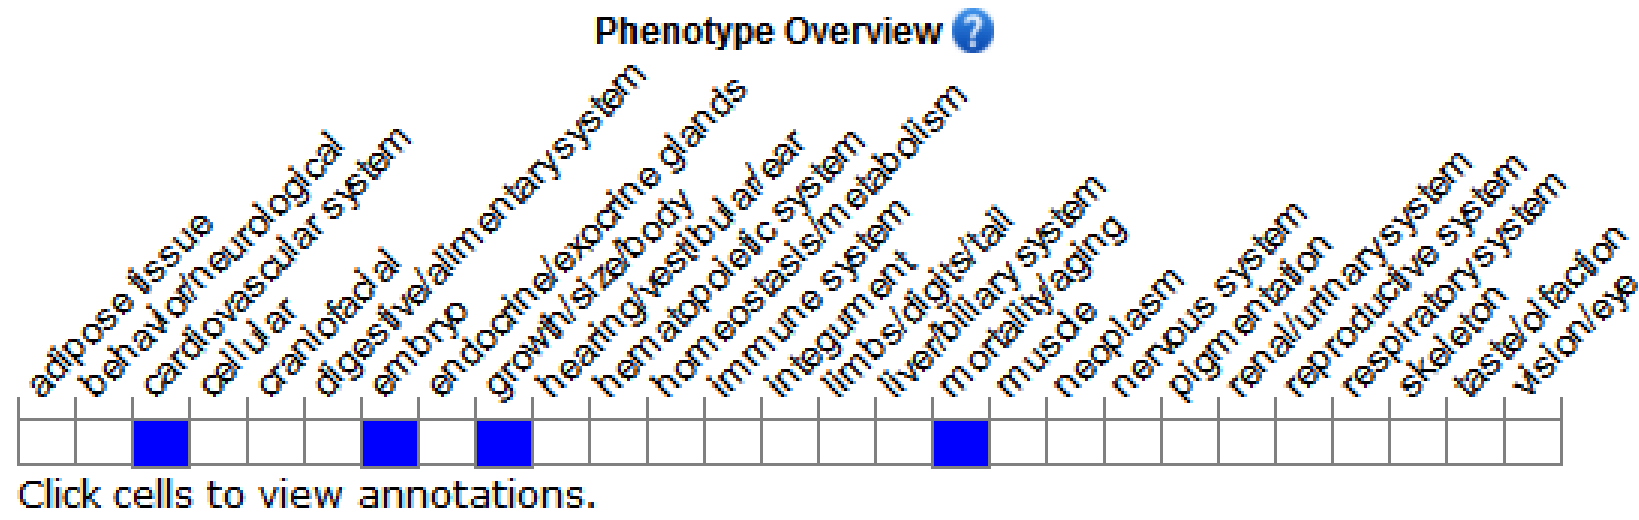 Phenotype Overview ?
adipose tissue
behavior/neurological
cardiovascular system
cellular
craniofacial
digestive/alimentary system
embryo
endocrine/exocrine glands
growth/size/body
hearing/vestibular/ear
hematopoietic system
homeostasis/metabolism
immune system
integument
limbs/digits/tail
liver/biliary system
mortality/aging
muscle
neoplasm
nervous system
pigmentation
renal/urinary system
reproductive system
respiratory system
skeleton
taste/olfaction
vision/eye
Click cells to view annotations.